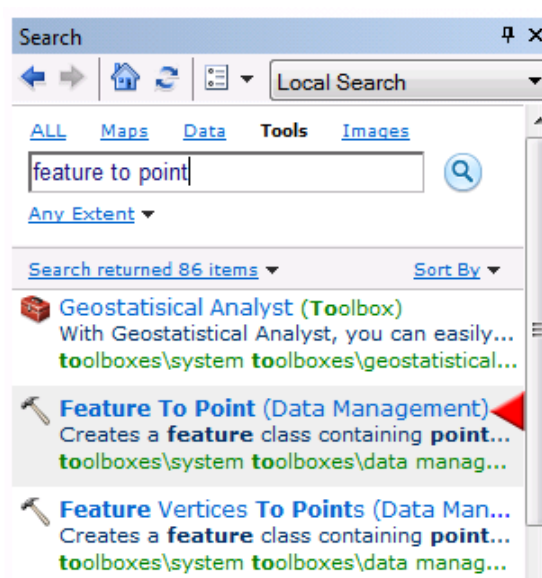 Search
Local Search
ALL Maps Data Tools Images
feature to point
Any Extent
Search returned 86 items Sort By
Geostatisical Analyst (Toolbox)
With Geostatistical Analyst, you can easily...
toolboxes\system toolboxes\geostatistical...
Feature To Point (Data Management)
Creates a feature class containing point...
toolboxes\system toolboxes\data manag...
Feature Vertices To Points (Data Man...
Creates a feature class containing point...
toolboxes\system toolboxes\data manag...